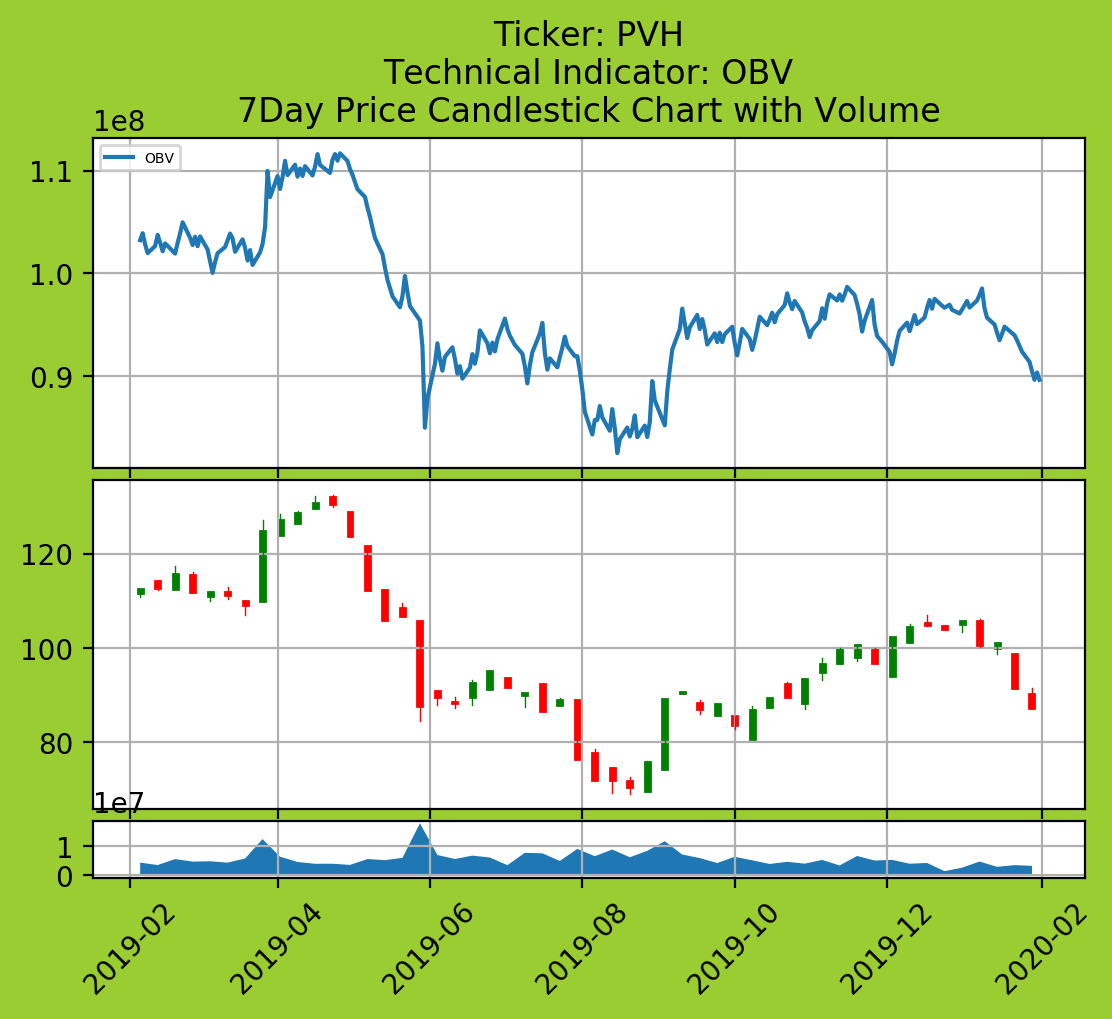 Ticker: PVH
Technical Indicator: OBV
7Day Price Candlestick Chart with Volume
1e8
OBV
1.1
1.0
0.9
120
100
80
1e7
1
0
2019-02
2019-04
2019-06
2019-08
2019-10
2019-12
2020-02